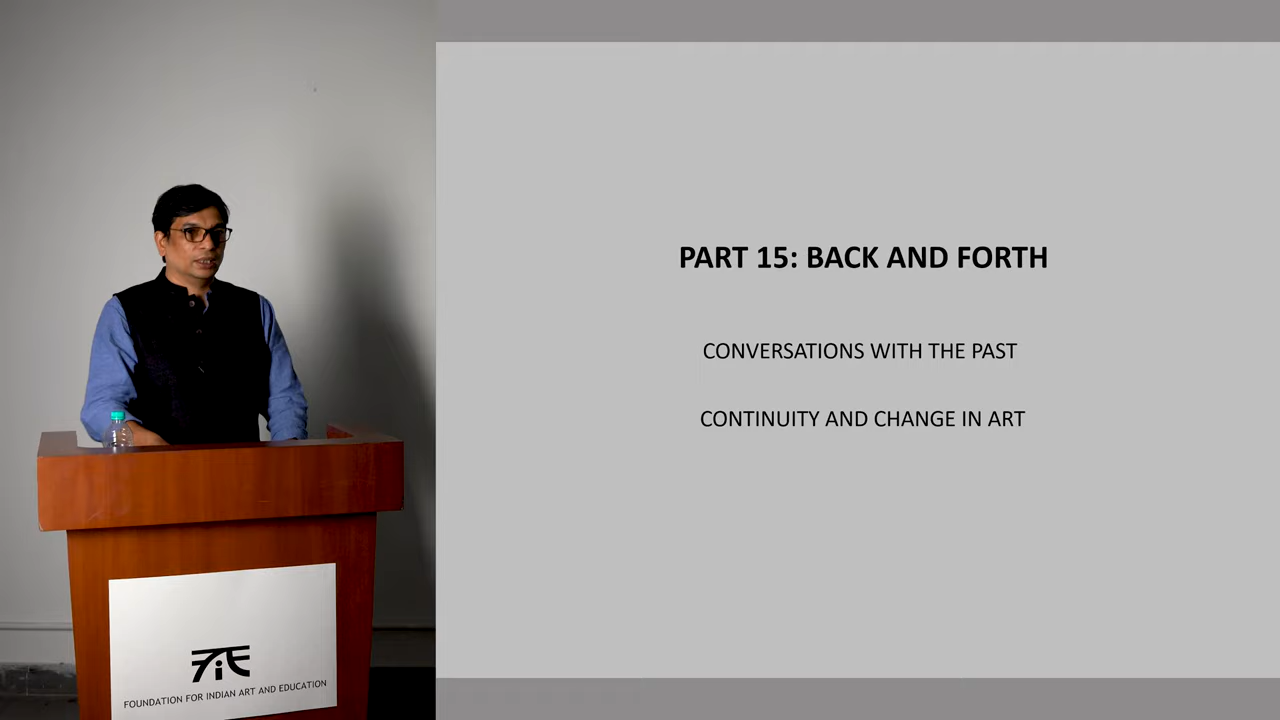 PART 15: BACK AND FORTH
CONVERSATIONS WITH THE PAST
CONTINUITY AND CHANGE IN ART
FiE
FOUNDATION FOR INDIAN ART AND EDUCATION